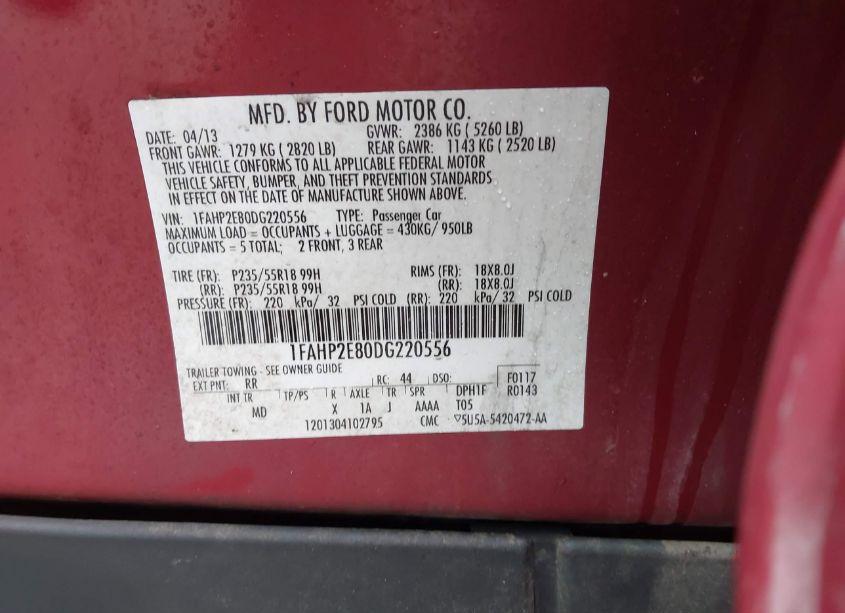 MFD. BY FORD MOTOR CO.
DATE: 04/13 GVWR: 2386 KG ( 5260 LB)
FRONT GAWR: 1279 KG ( 2820 LB) REAR GAWR: 1143 KG ( 2520 LB)
THIS VEHICLE CONFORMS TO ALL APPLICABLE FEDERAL MOTOR
VEHICLE SAFETY, BUMPER, AND THEFT PREVENTION STANDARDS
IN EFFECT ON THE DATE OF MANUFACTURE SHOWN ABOVE.
VIN: 1FAHP2E80DG220556 TYPE: Passenger Car
MAXIMUM LOAD = OCCUPANTS + LUGGAGE = 430KG/ 950LB
OCCUPANTS = 5 TOTAL; 2 FRONT, 3 REAR
TIRE (FR): P235/55R18 99H RIMS (FR): 18X8.0J
(RR): P235/55R18 99H (RR): 18X8.0J
PRESSURE (FR): 220 kPa/ 32 PSI COLD (RR): 220 kPa/ 32 PSI COLD
1FAHP2E80DG220556
TRAILER TOWING - SEE OWNER GUIDE
EXT PNT: RR RC: 44 DSO: F0117
INT TR TP/PS R AXLE TR SPR DPH1F R0143
MD X 1A J AAAA T05
1201304102795 CMC ▽5U5A-5420472-AA